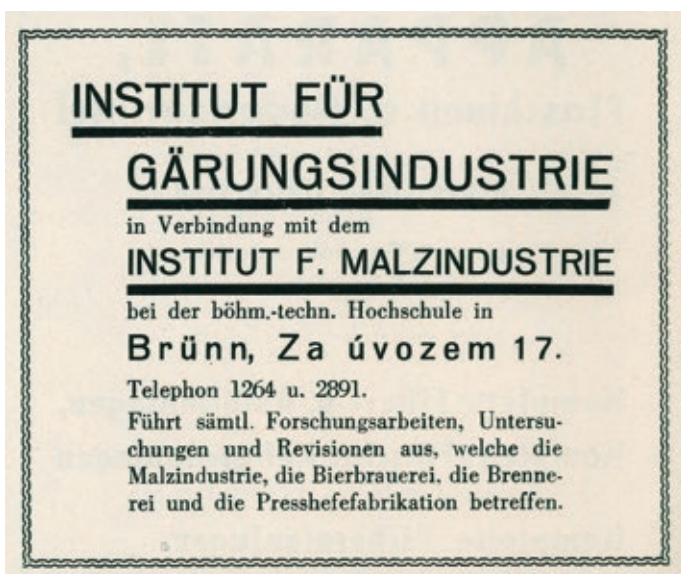 INSTITUT FÜR
GÄRUNGSINDUSTRIE
in Verbindung mit dem
INSTITUT F. MALZINDUSTRIE
bei der böhm.-techn. Hochschule in
Brünn, Za úvozem 17.
Telephon 1264 u. 2891.
Führt sämtl. Forschungsarbeiten, Untersu-
chungen und Revisionen aus, welche die
Malzindustrie, die Bierbrauerei, die Brenne-
rei und die Presshefefabrikation betreffen.